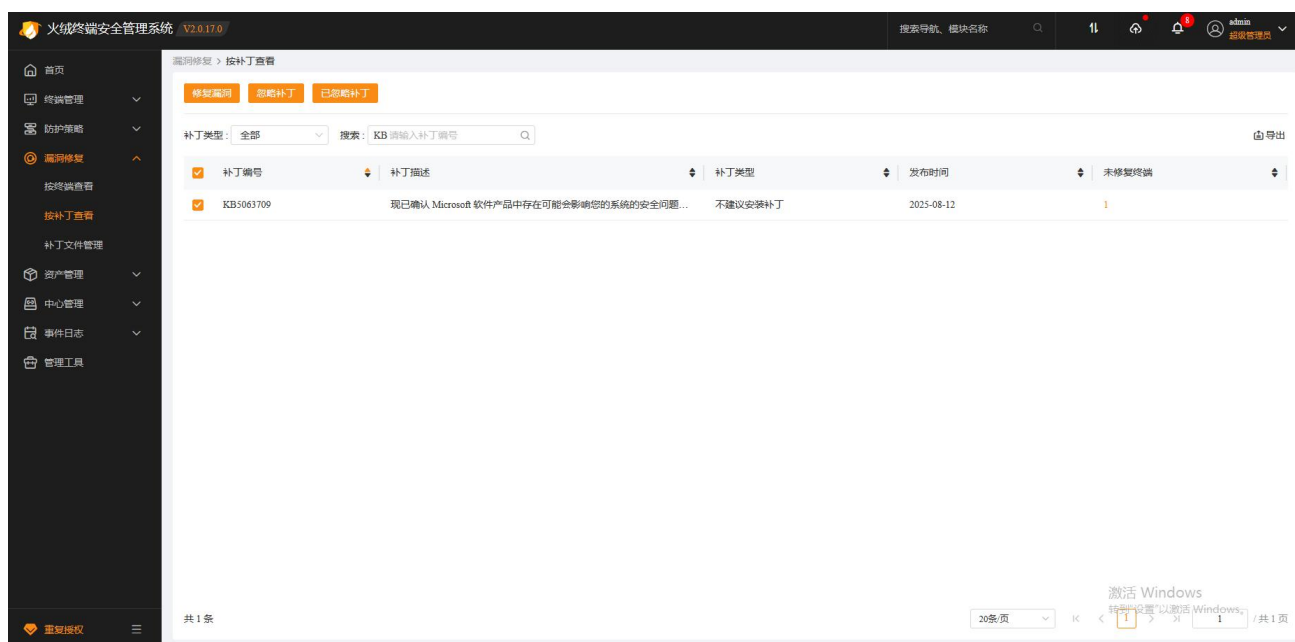 火绒终端安全管理系统 V2.0.17.0 搜索导航、模块名称 8 admin
超级管理员
首页
终端管理
防护策略
漏洞修复
按终端查看
按补丁查看
补丁文件管理
资产管理
中心管理
事件日志
管理工具
重复授权
漏洞修复 > 按补丁查看
修复漏洞 忽略补丁 已忽略补丁
补丁类型: 全部 搜索: KB 请输入补丁编号 导出
补丁编号 补丁描述 补丁类型 发布时间 未修复终端
KB5063709 现已确认 Microsoft 软件产品中存在可能会影响您的系统的安全问题... 不建议安装补丁 2025-08-12 1
激活 Windows
转到"设置"以激活 Windows。
共 1 条 20条/页 1 1 / 共 1 页